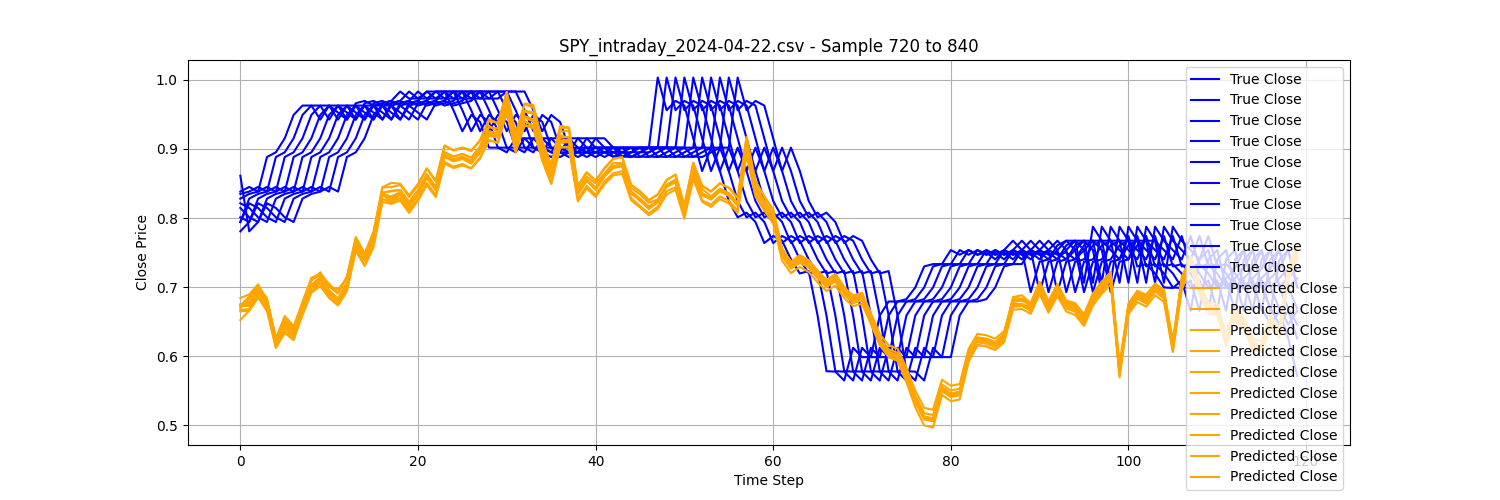 SPY_intraday_2024-04-22.csv - Sample 720 to 840
Close Price
1.0
0.9
0.8
0.7
0.6
0.5
0
20
40
60
80
100
120
Time Step
True Close
True Close
True Close
True Close
True Close
True Close
True Close
True Close
True Close
True Close
Predicted Close
Predicted Close
Predicted Close
Predicted Close
Predicted Close
Predicted Close
Predicted Close
Predicted Close
Predicted Close
Predicted Close